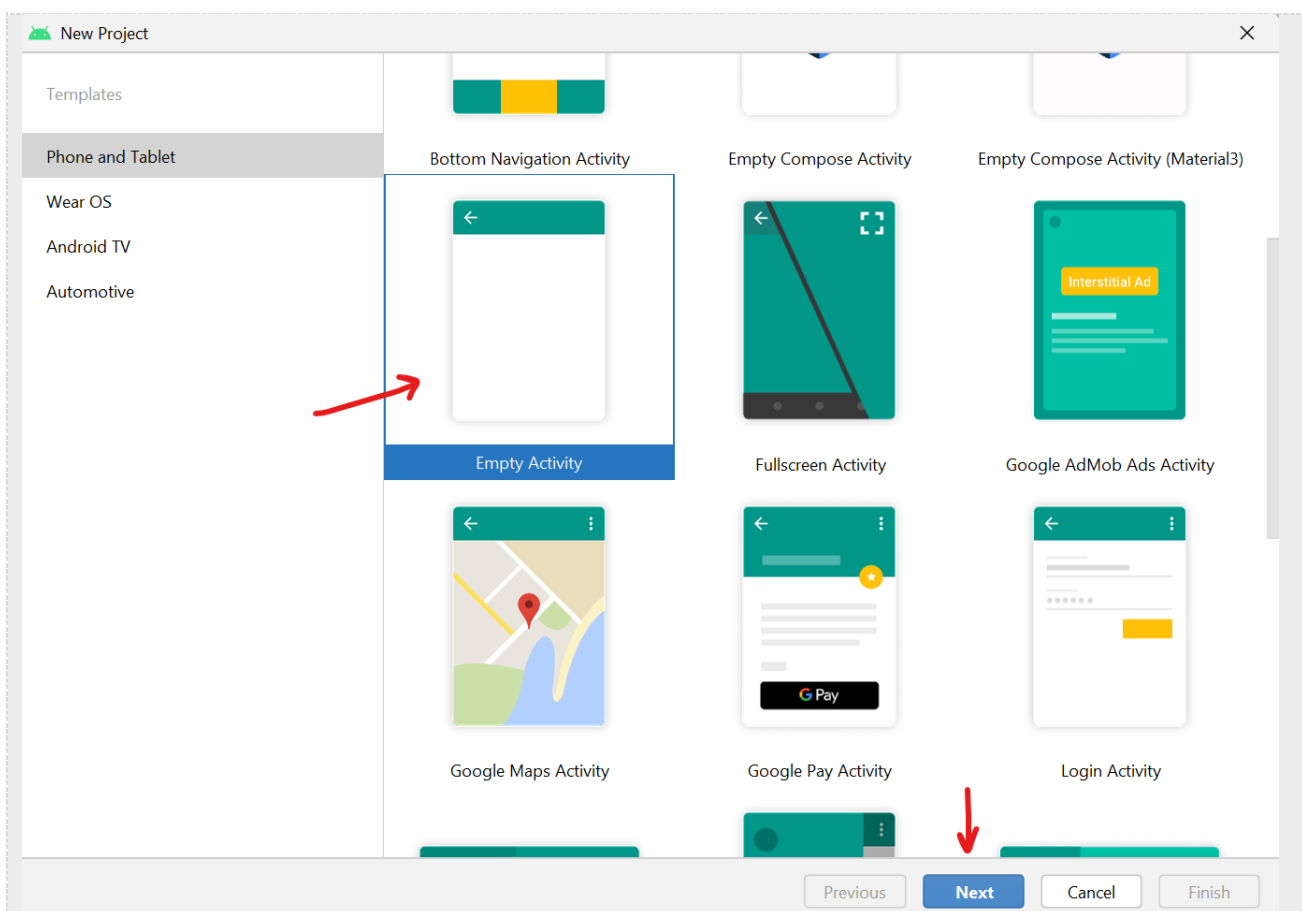 New Project
Templates
Phone and Tablet
Wear OS
Android TV
Automotive
Bottom Navigation Activity
Empty Compose Activity
Empty Compose Activity (Material3)
Interstitial Ad
Empty Activity
Fullscreen Activity
Google AdMob Ads Activity
G Pay
Google Maps Activity
Google Pay Activity
Login Activity
Previous
Next
Cancel
Finish